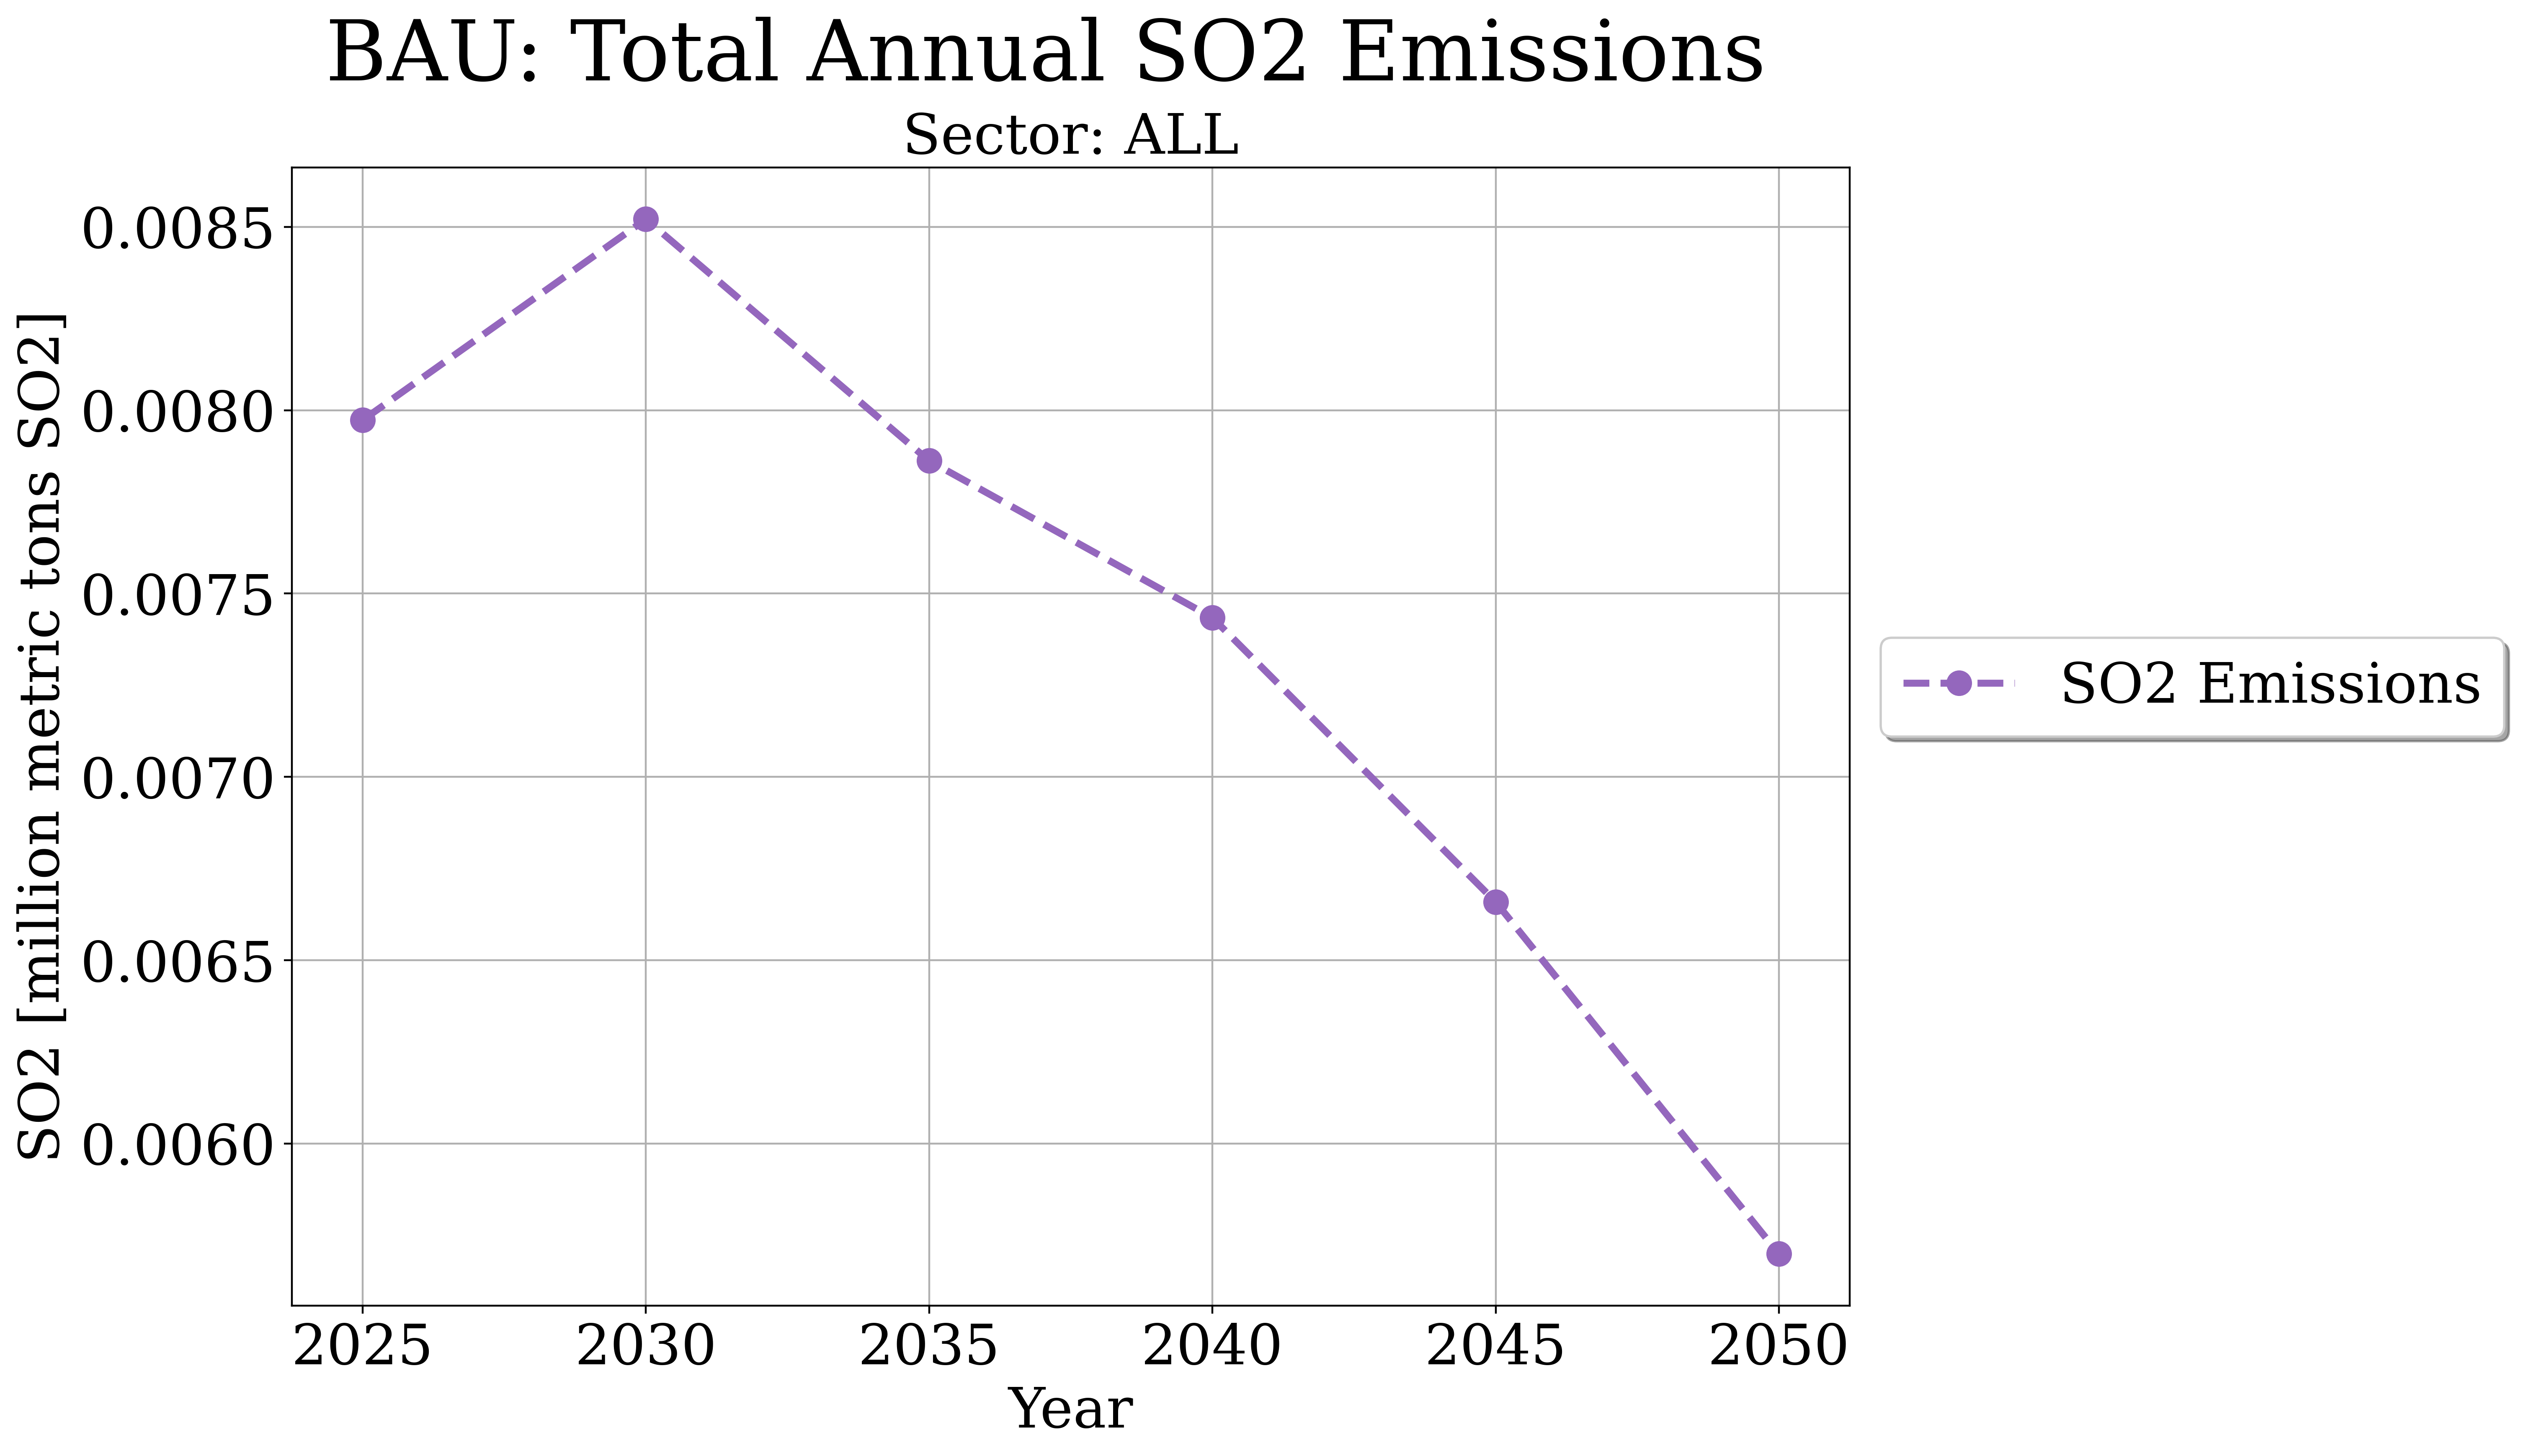 BAU: Total Annual SO2 Emissions
Sector: ALL
SO2 [million metric tons SO2]
0.0085
0.0080
0.0075
0.0070
0.0065
0.0060
2025 2030 2035 2040 2045 2050
Year
SO2 Emissions